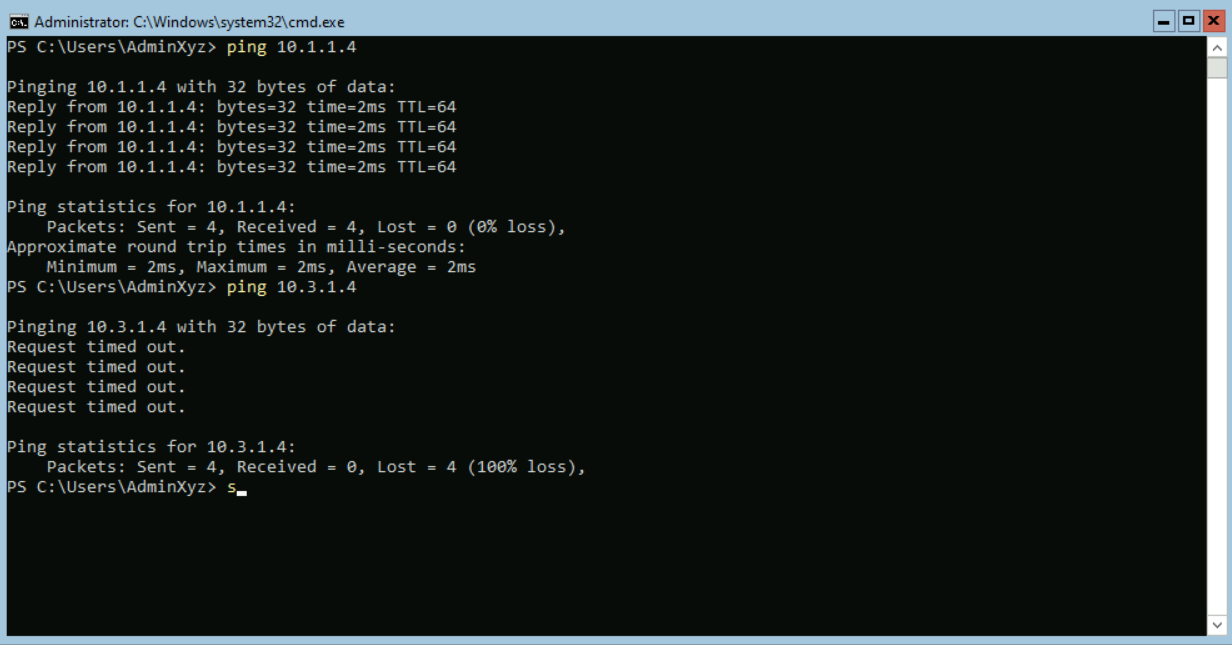 Administrator: C:\Windows\system32\cmd.exe
PS C:\Users\AdminXyz> ping 10.1.1.4

Pinging 10.1.1.4 with 32 bytes of data:
Reply from 10.1.1.4: bytes=32 time=2ms TTL=64
Reply from 10.1.1.4: bytes=32 time=2ms TTL=64
Reply from 10.1.1.4: bytes=32 time=2ms TTL=64
Reply from 10.1.1.4: bytes=32 time=2ms TTL=64

Ping statistics for 10.1.1.4:
    Packets: Sent = 4, Received = 4, Lost = 0 (0% loss),
Approximate round trip times in milli-seconds:
    Minimum = 2ms, Maximum = 2ms, Average = 2ms
PS C:\Users\AdminXyz> ping 10.3.1.4

Pinging 10.3.1.4 with 32 bytes of data:
Request timed out.
Request timed out.
Request timed out.
Request timed out.

Ping statistics for 10.3.1.4:
    Packets: Sent = 4, Received = 0, Lost = 4 (100% loss),
PS C:\Users\AdminXyz> s